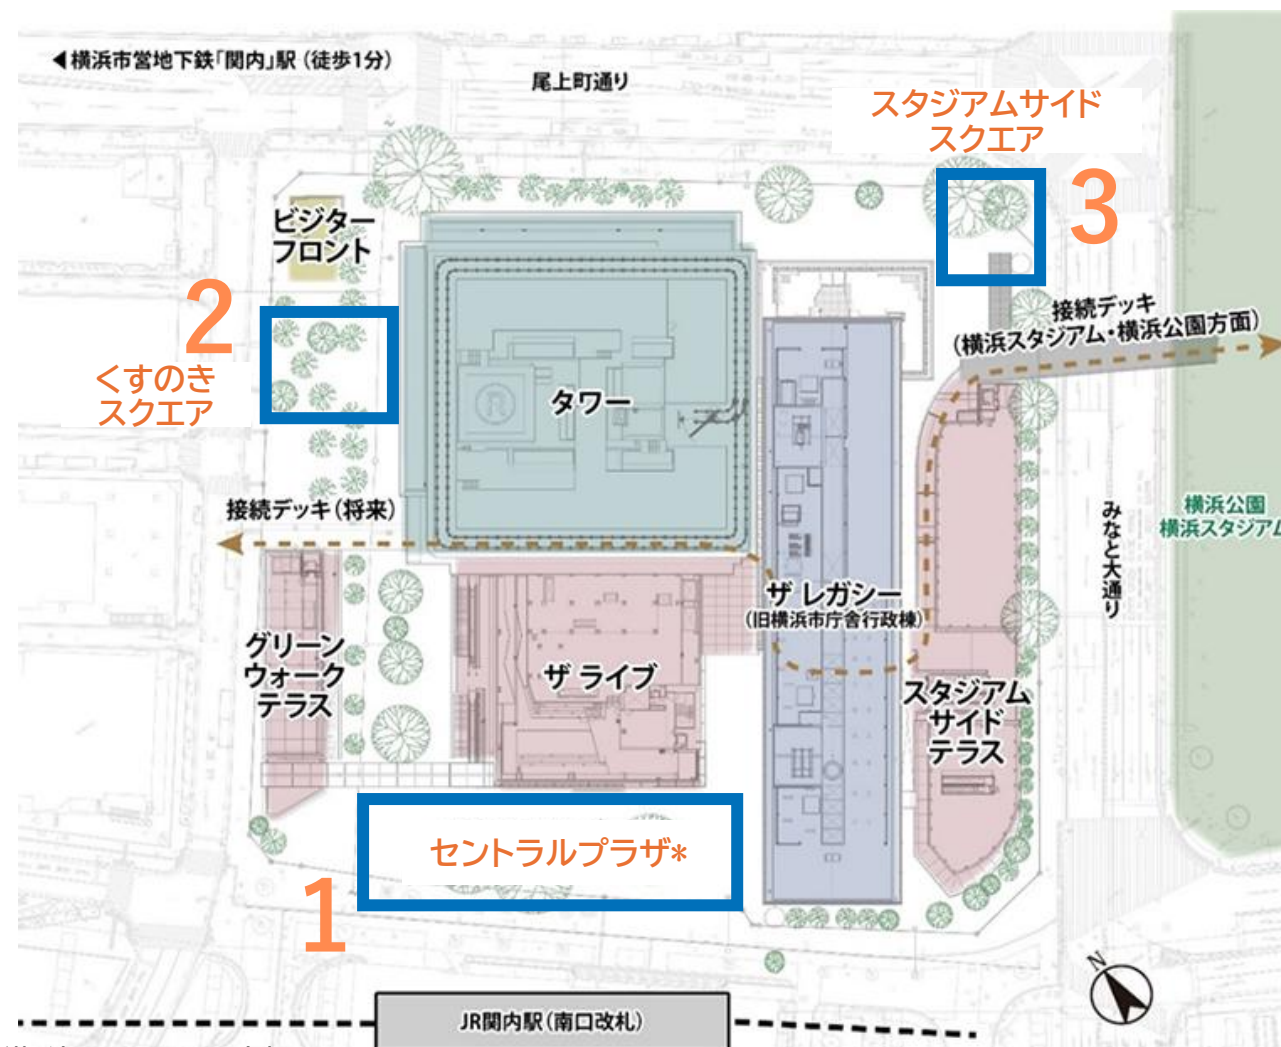 ◀横浜市営地下鉄「関内」駅（徒歩1分）
尾上町通り
スタジアムサイド
スクエア
3
ビジター
フロント
2
くすのき
スクエア
接続デッキ
（横浜スタジアム・横浜公園方面）
タワー
接続デッキ（将来）
横浜公園
横浜スタジアム
みなと大通り
ザ レガシー
（旧横浜市庁舎行政棟）
グリーン
ウォーク
テラス
ザ ライブ
スタジアム
サイド
テラス
セントラルプラザ*
1
N
JR関内駅（南口改札）